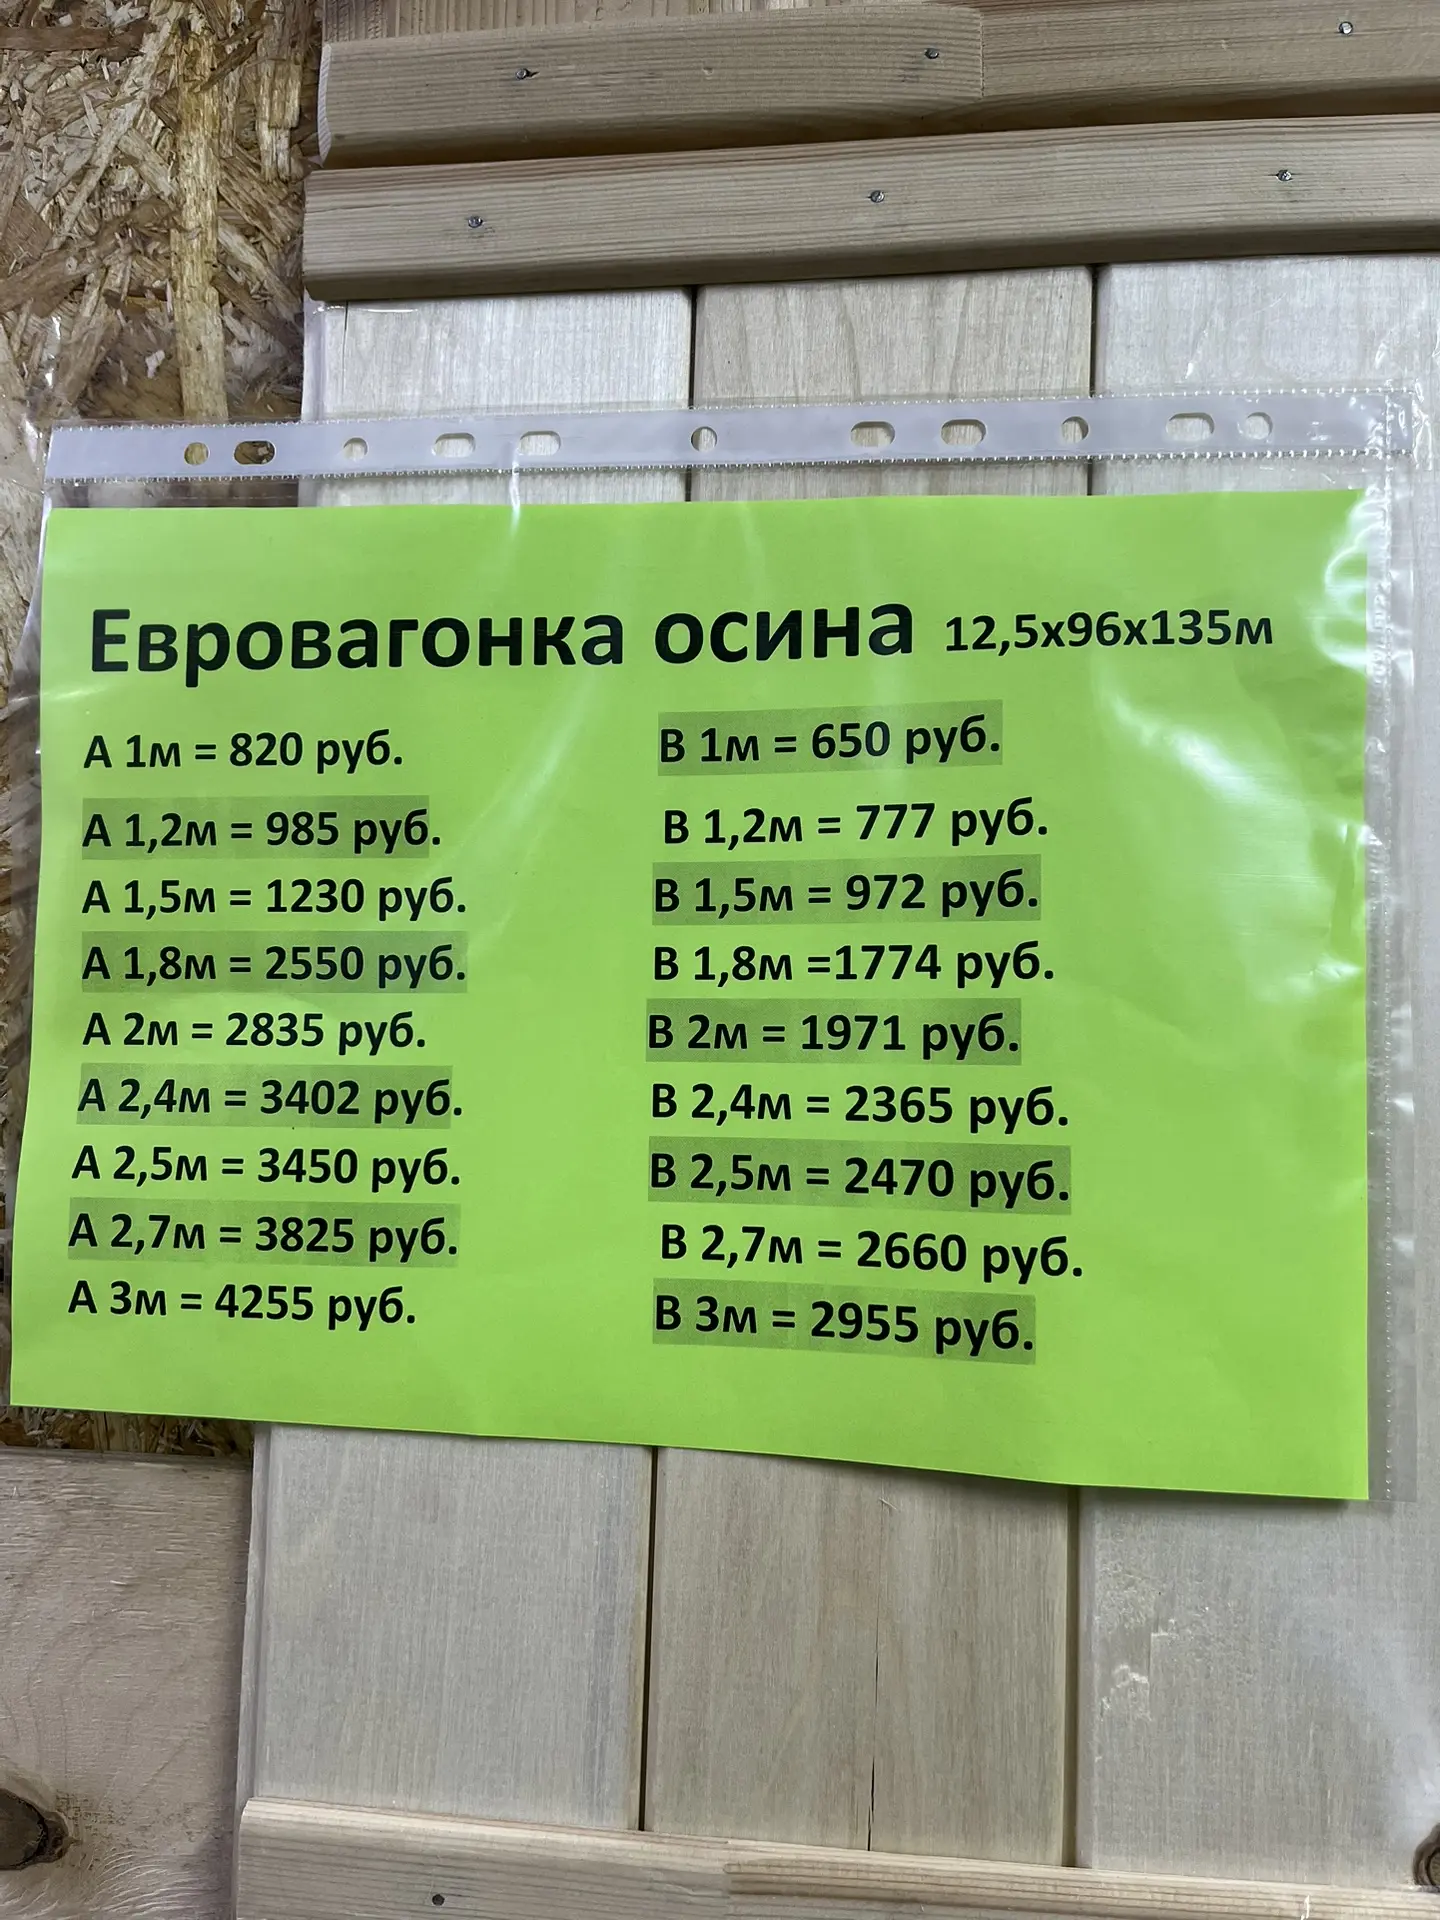 Евровагонка осина 12,5х96х135м
А 1м = 820 руб.
А 1,2м = 985 руб.
А 1,5м = 1230 руб.
А 1,8м = 2550 руб.
А 2м = 2835 руб.
А 2,4м = 3402 руб.
А 2,5м = 3450 руб.
А 2,7м = 3825 руб.
А 3м = 4255 руб.
В 1м = 650 руб.
В 1,2м = 777 руб.
В 1,5м = 972 руб.
В 1,8м =1774 руб.
В 2м = 1971 руб.
В 2,4м = 2365 руб.
В 2,5м = 2470 руб.
В 2,7м = 2660 руб.
В 3м = 2955 руб.